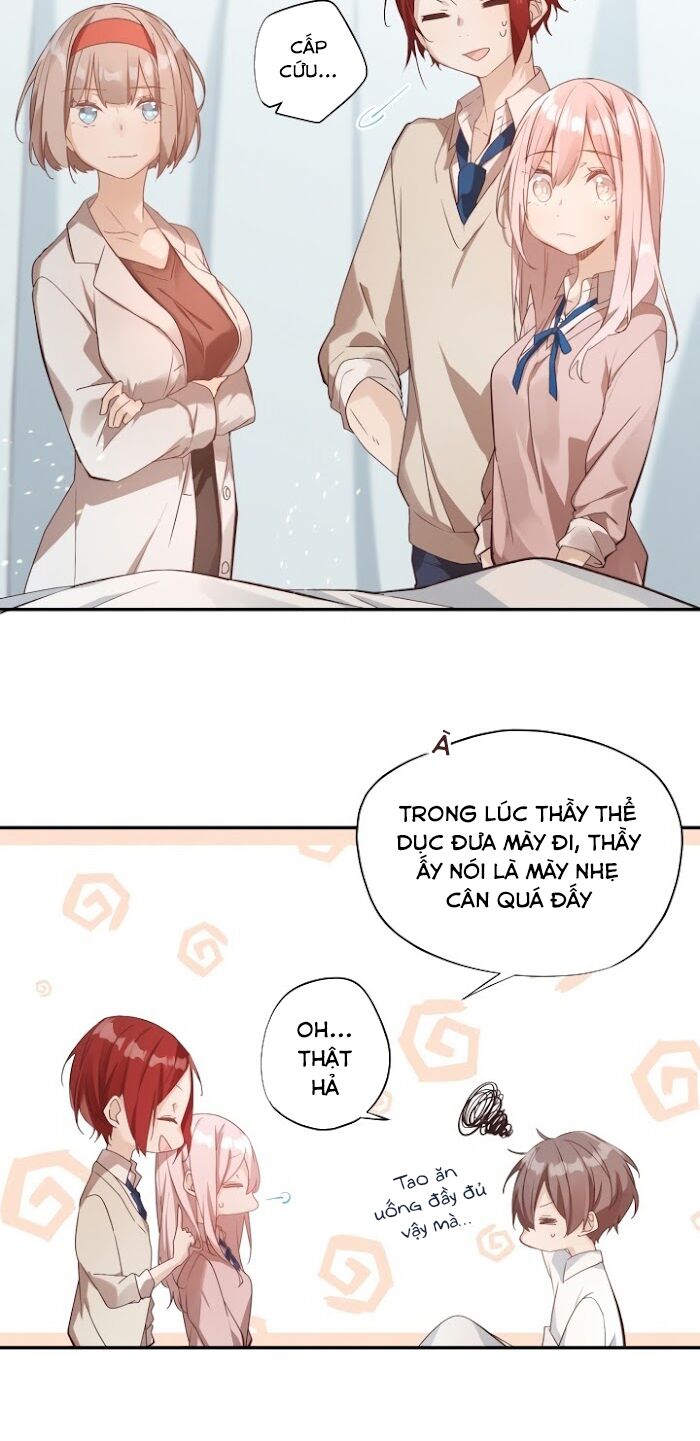 CẤP
CỨU...
À
TRONG LÚC THẦY THỂ
DỤC ĐƯA MÀY ĐI, THẦY
ẤY NÓI LÀ MÀY NHẸ
CÂN QUÁ ĐẤY
OH...
THẬT
HẢ
Tao ăn
uống đầy đủ
vậy mà...